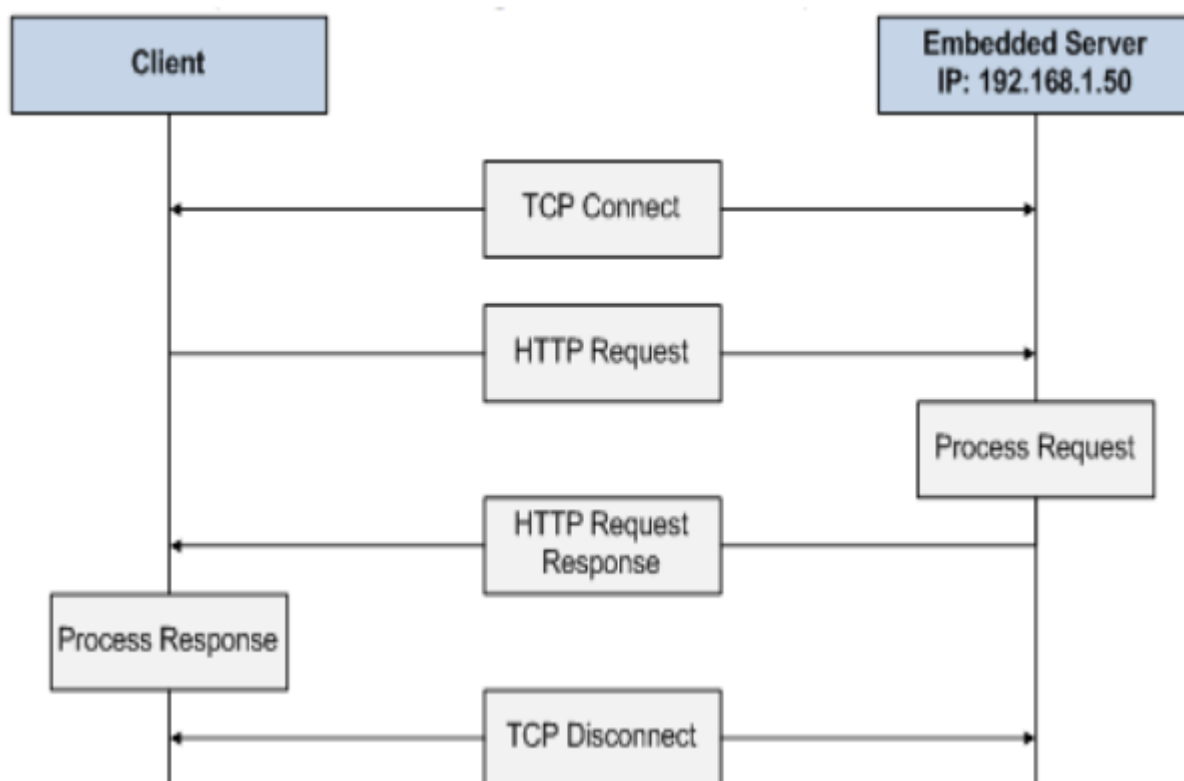 Client
Embedded Server
IP: 192.168.1.50
TCP Connect
HTTP Request
Process Request
HTTP Request
Response
Process Response
TCP Disconnect